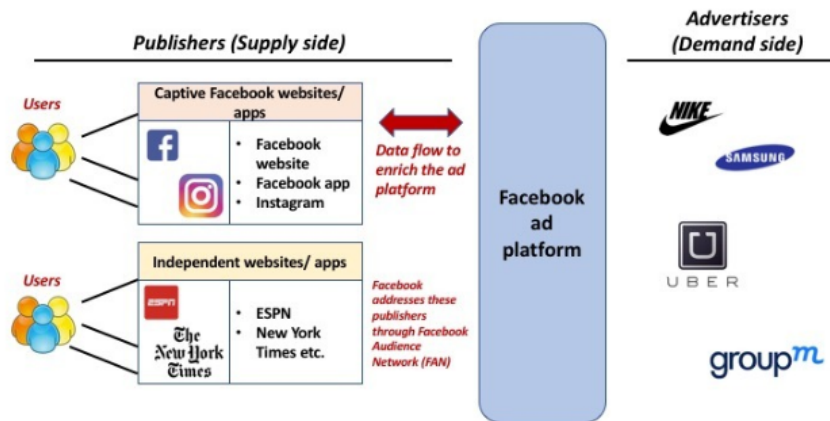 Publishers (Supply side)
Users
Captive Facebook websites/
apps
f
• Facebook
website
• Facebook app
• Instagram
Data flow to
enrich the ad
platform
Users
Independent websites/ apps
ESPN
The
New York
Times
• ESPN
• New York
Times etc.
Facebook
addresses these
publishers
through Facebook
Audience
Network (FAN)
Facebook
ad
platform
Advertisers
(Demand side)
NIKE
SAMSUNG
U
UBER
groupm